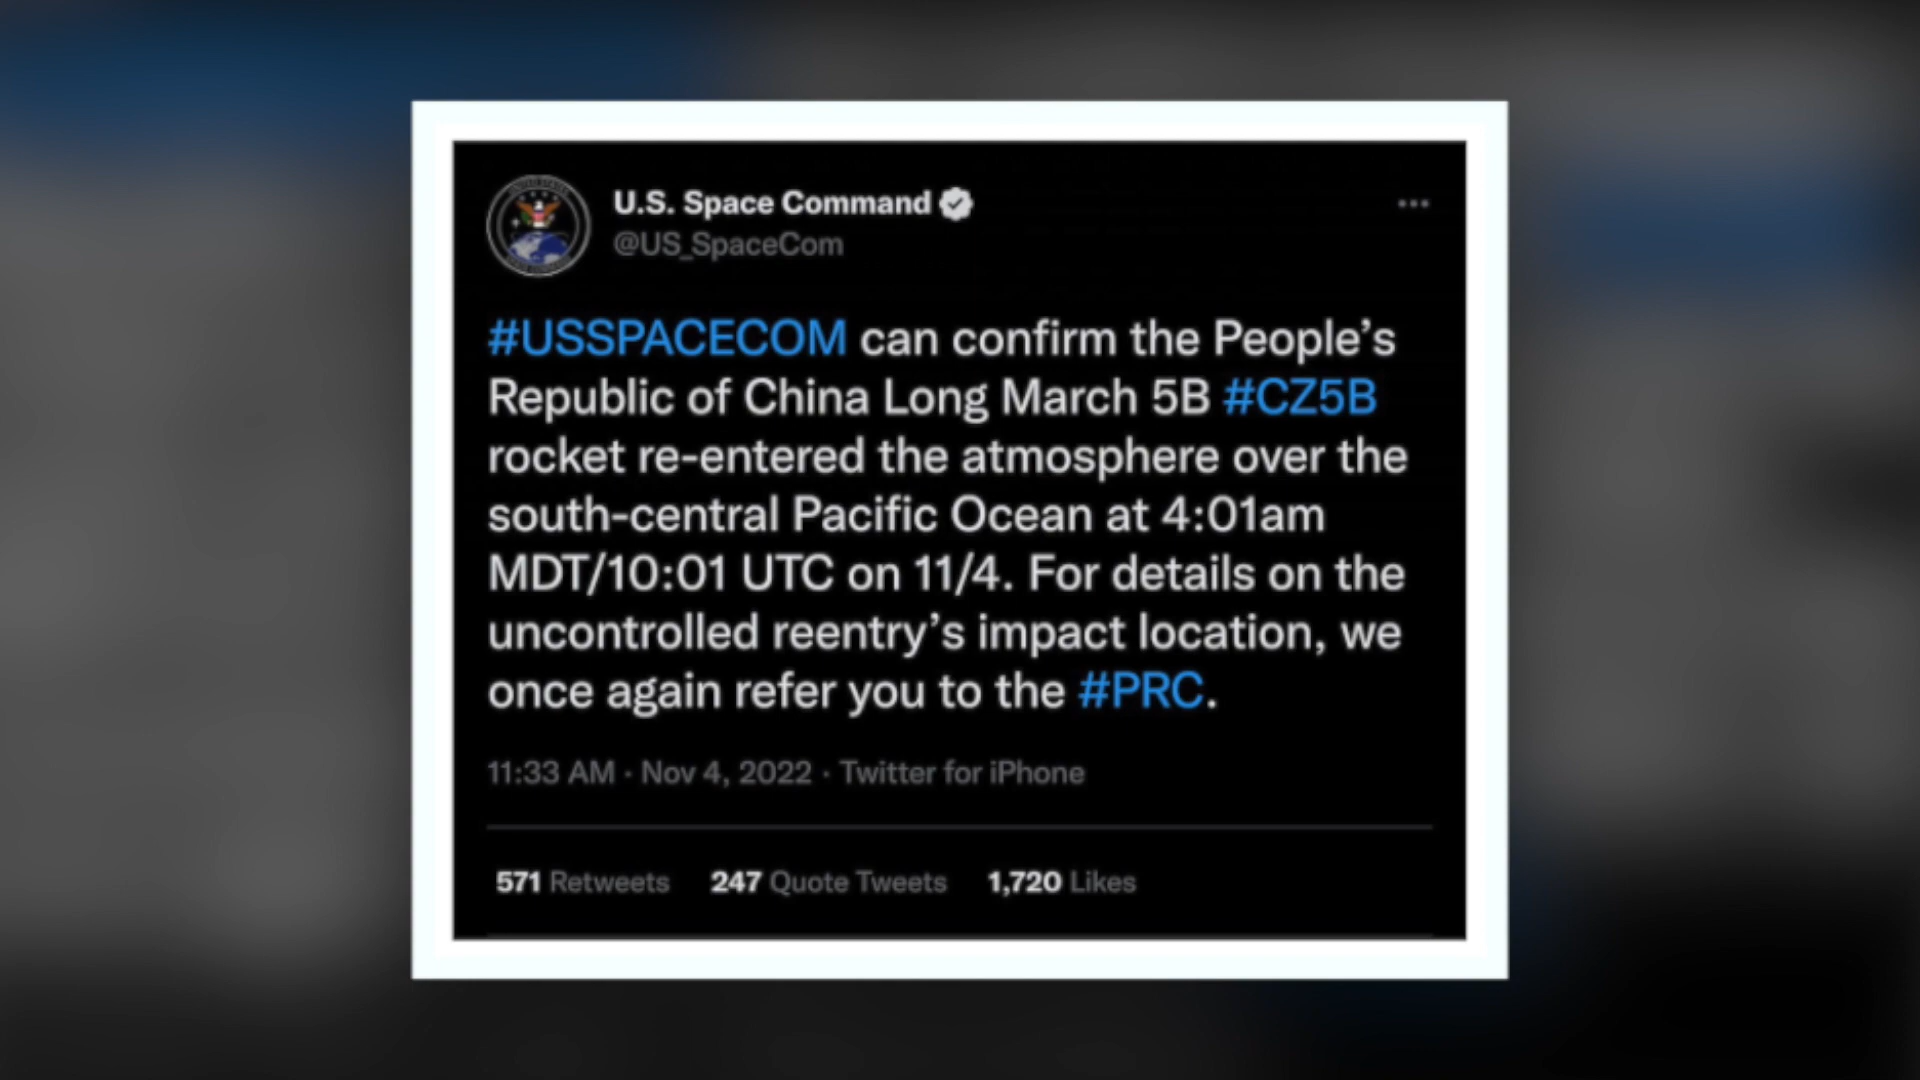 U.S. Space Command
@US_SpaceCom
#USSPACECOM can confirm the People’s
Republic of China Long March 5B #CZ5B
rocket re-entered the atmosphere over the
south-central Pacific Ocean at 4:01am
MDT/10:01 UTC on 11/4. For details on the
uncontrolled reentry’s impact location, we
once again refer you to the #PRC.
11:33 AM · Nov 4, 2022 · Twitter for iPhone
571 Retweets 247 Quote Tweets 1,720 Likes